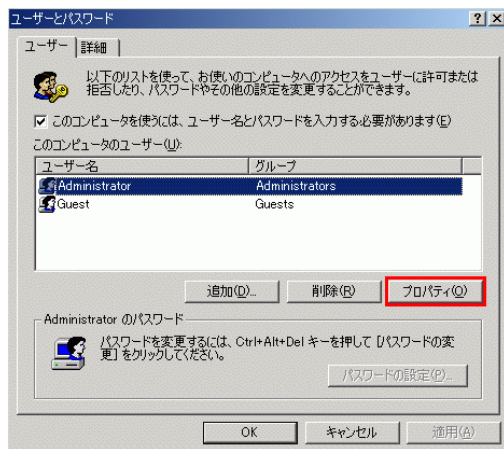 ユーザーとパスワード
ユーザー 詳細
以下のリストを使って、お使いのコンピュータへのアクセスをユーザーに許可または
拒否したり、パスワードやその他の設定を変更することができます。
このコンピュータを使うには、ユーザー名とパスワードを入力する必要があります(E)
このコンピュータのユーザー(U):
ユーザー名 グループ
Administrator Administrators
Guest Guests
追加(D)... 削除(R) プロパティ(O)
Administrator のパスワード
パスワードを変更するには、Ctrl+Alt+Del キーを押して [パスワードの変
更] をクリックしてください。
パスワードの設定(P)...
OK キャンセル 適用(A)